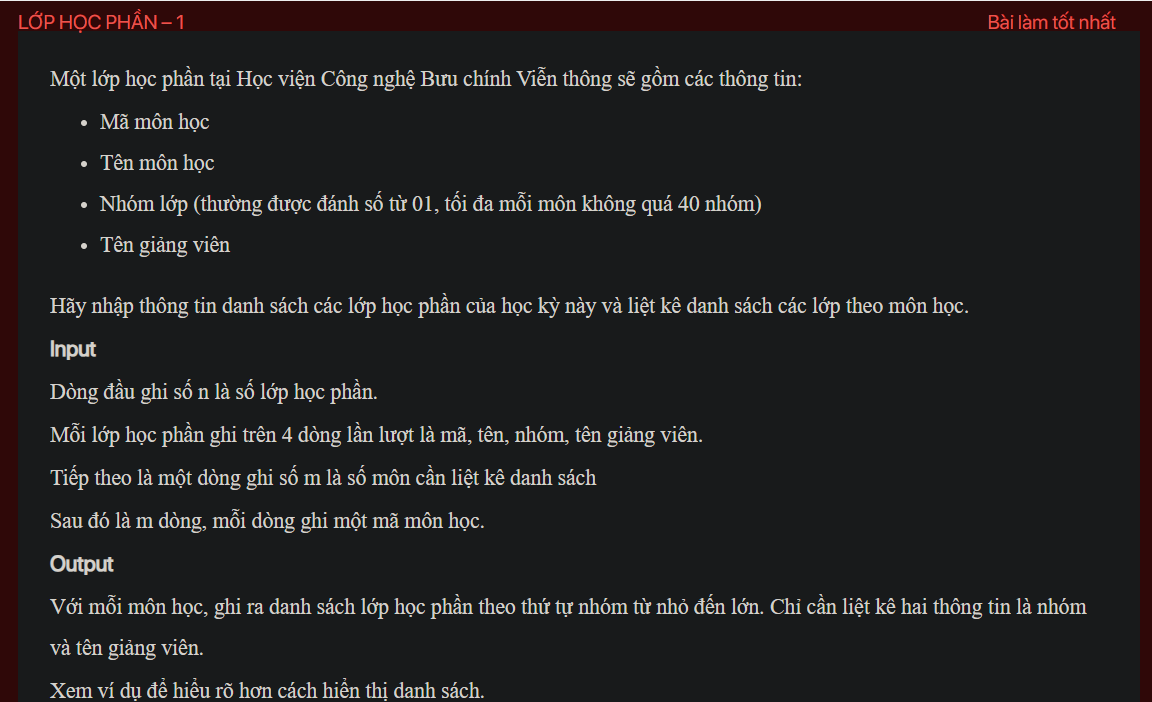 LỚP HỌC PHẦN – 1
Bài làm tốt nhất
Một lớp học phần tại Học viện Công nghệ Bưu chính Viễn thông sẽ gồm các thông tin:
• Mã môn học
• Tên môn học
• Nhóm lớp (thường được đánh số từ 01, tối đa mỗi môn không quá 40 nhóm)
• Tên giảng viên
Hãy nhập thông tin danh sách các lớp học phần của học kỳ này và liệt kê danh sách các lớp theo môn học.
Input
Dòng đầu ghi số n là số lớp học phần.
Mỗi lớp học phần ghi trên 4 dòng lần lượt là mã, tên, nhóm, tên giảng viên.
Tiếp theo là một dòng ghi số m là số môn cần liệt kê danh sách
Sau đó là m dòng, mỗi dòng ghi một mã môn học.
Output
Với mỗi môn học, ghi ra danh sách lớp học phần theo thứ tự nhóm từ nhỏ đến lớn. Chỉ cần liệt kê hai thông tin là nhóm
và tên giảng viên.
Xem ví dụ để hiểu rõ hơn cách hiển thị danh sách.